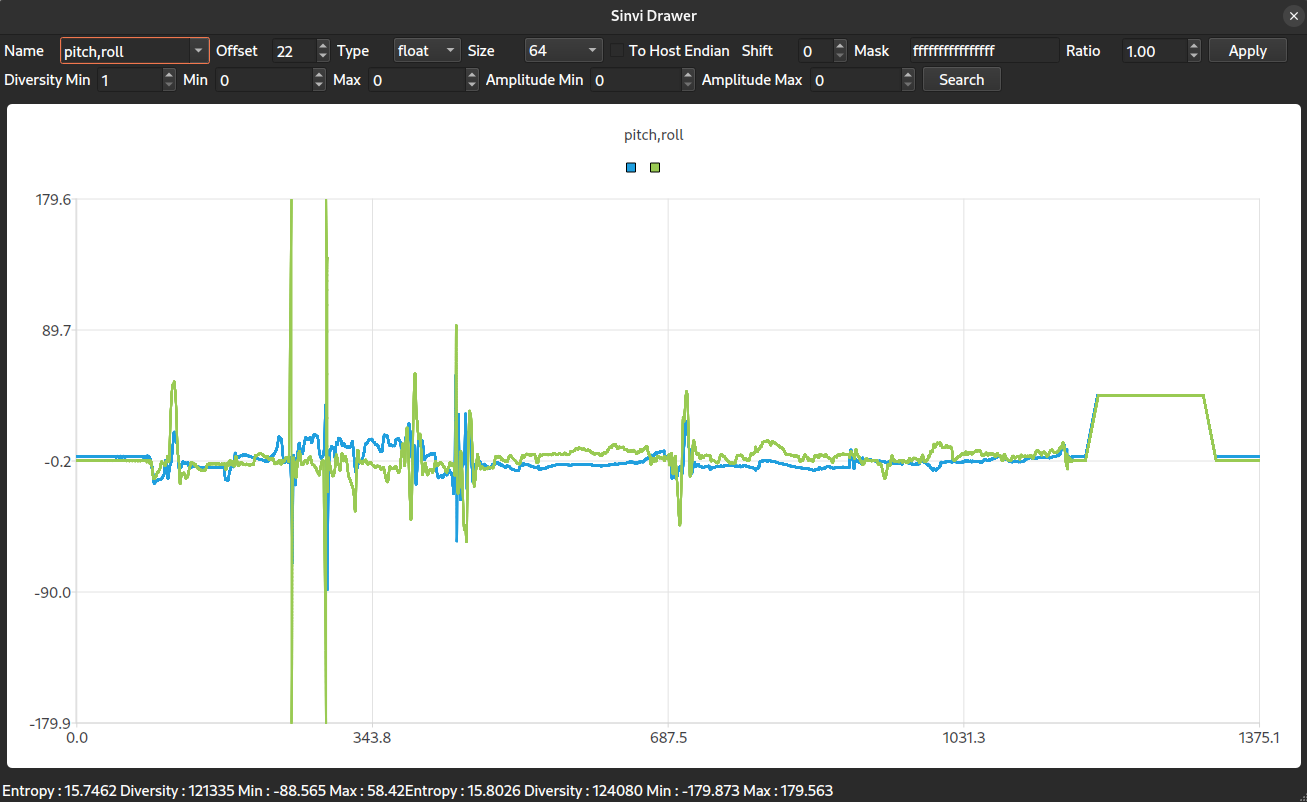 Sinvi Drawer
Name pitch,roll Offset 22 Type float Size 64 To Host Endian Shift 0 Mask ffffffffffffffff Ratio 1.00 Apply
Diversity Min 1 Min 0 Max 0 Amplitude Min 0 Amplitude Max 0 Search
pitch,roll
179.6
89.7
-0.2
-90.0
-179.9
0.0 343.8 687.5 1031.3 1375.1
Entropy : 15.7462 Diversity : 121335 Min : -88.565 Max : 58.42Entropy : 15.8026 Diversity : 124080 Min : -179.873 Max : 179.563